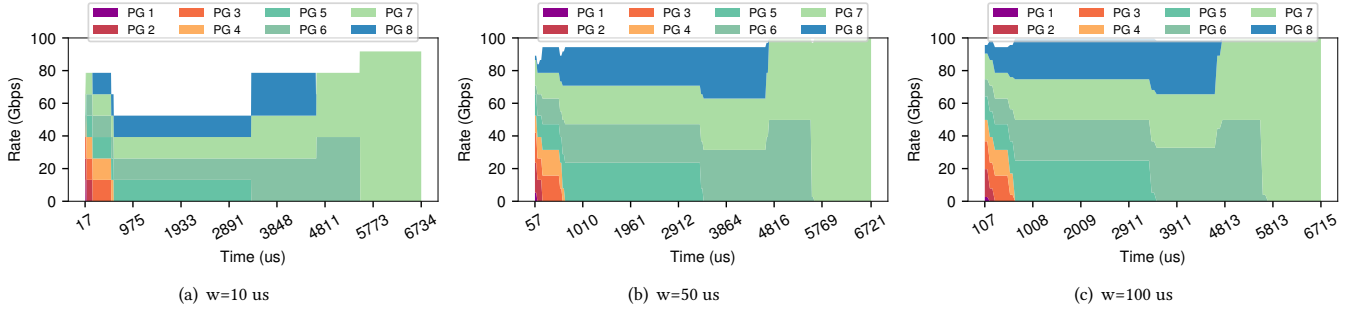 PG 1 PG 3 PG 5 PG 7
PG 2 PG 4 PG 6 PG 8
100
80
60
40
20
0
Rate (Gbps)
17 975 1933 2891 3848 4811 5773 6734
Time (us)
(a) w=10 us
PG 1 PG 3 PG 5 PG 7
PG 2 PG 4 PG 6 PG 8
100
80
60
40
20
0
Rate (Gbps)
57 1010 1961 2912 3864 4816 5769 6721
Time (us)
(b) w=50 us
PG 1 PG 3 PG 5 PG 7
PG 2 PG 4 PG 6 PG 8
100
80
60
40
20
0
Rate (Gbps)
107 1008 2009 2911 3911 4813 5813 6715
Time (us)
(c) w=100 us